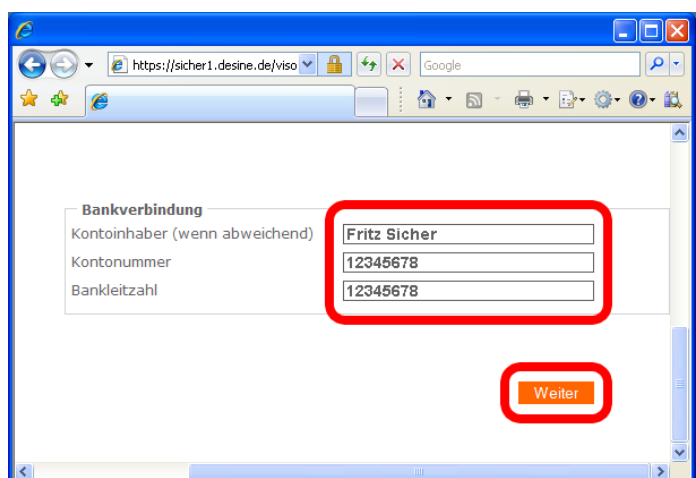 https://sicher1.desine.de/viso
Google
Bankverbindung
Kontoinhaber (wenn abweichend)
Fritz Sicher
Kontonummer
12345678
Bankleitzahl
12345678
Weiter